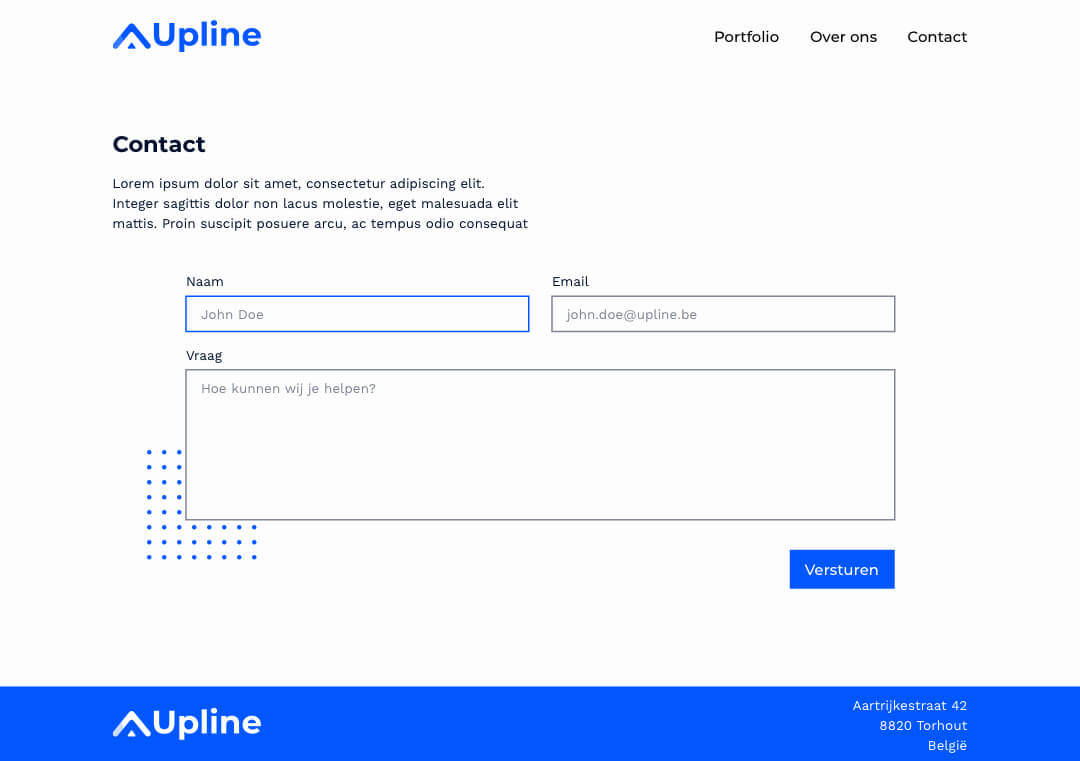 Upline
Portfolio
Over ons
Contact
Contact
Lorem ipsum dolor sit amet, consectetur adipiscing elit.
Integer sagittis dolor non lacus molestie, eget malesuada elit
mattis. Proin suscipit posuere arcu, ac tempus odio consequat
Naam
Email
John Doe
john.doe@upline.be
Vraag
Hoe kunnen wij je helpen?
Versturen
Upline
Aartrijkestraat 42
8820 Torhout
België